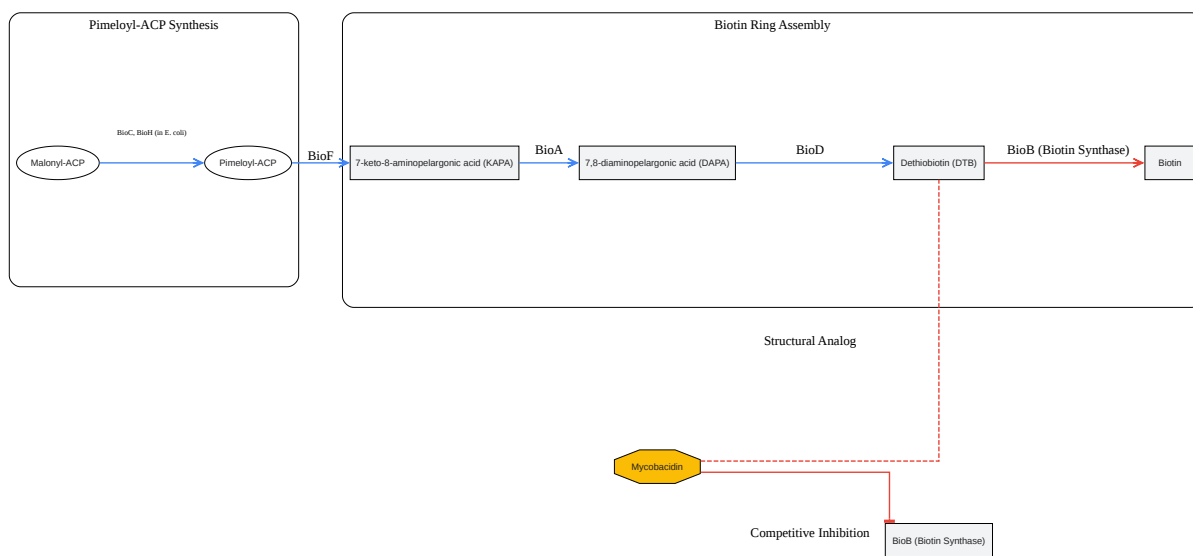 Pimeloyl-ACP Synthesis
Biotin Ring Assembly
BioC, BioH (in E. coli)
Malonyl-ACP
Pimeloyl-ACP
BioF
7-keto-8-aminopelargonic acid (KAPA)
BioA
7,8-diaminopelargonic acid (DAPA)
BioD
Dethiobiotin (DTB)
BioB (Biotin Synthase)
Biotin
Structural Analog
Mycobacidin
Competitive Inhibition
BioB (Biotin Synthase)